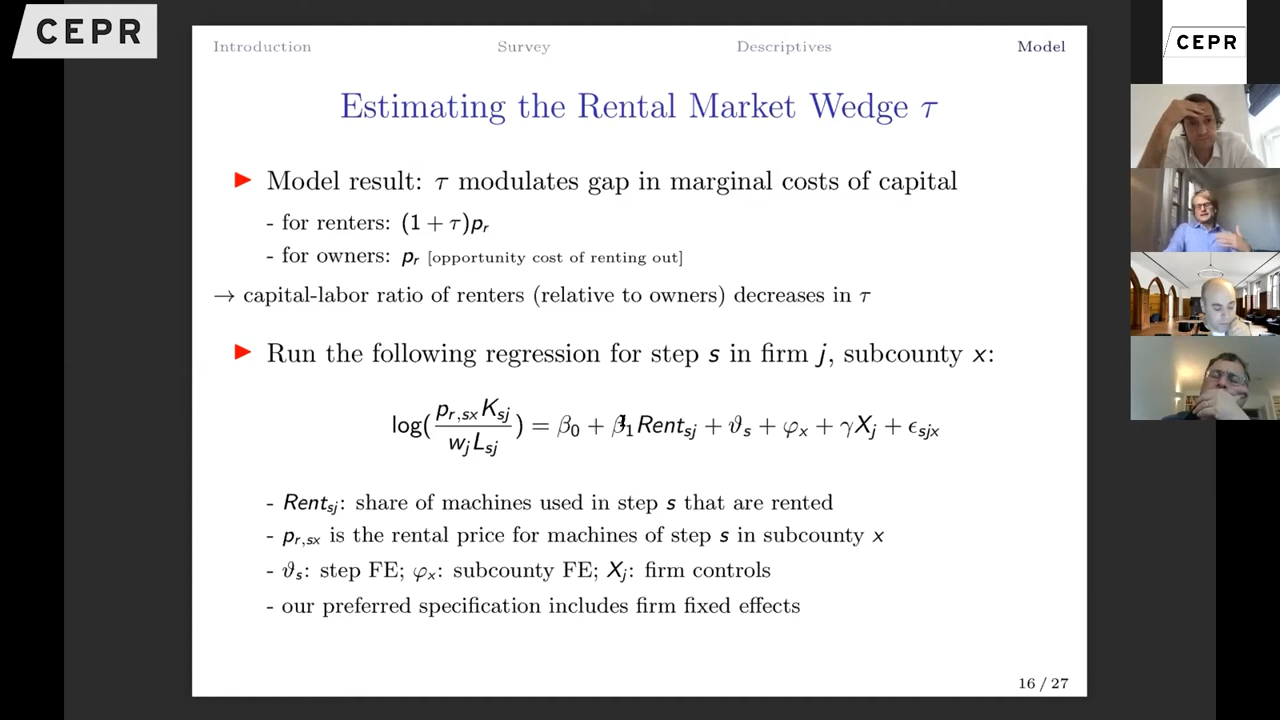 CEPR
CEPR
Introduction Survey Descriptives Model
Estimating the Rental Market Wedge τ
▶ Model result: τ modulates gap in marginal costs of capital
- for renters: (1 + τ)p_r
- for owners: p_r [opportunity cost of renting out]
→ capital-labor ratio of renters (relative to owners) decreases in τ
▶ Run the following regression for step s in firm j, subcounty x:
log(p_{r,sx}K_{sj} / w_jL_{sj}) = β_0 + β_1Rent_{sj} + ϑ_s + φ_x + γX_j + ϵ_{sjx}
- Rent_{sj}: share of machines used in step s that are rented
- p_{r,sx} is the rental price for machines of step s in subcounty x
- ϑ_s: step FE; φ_x: subcounty FE; X_j: firm controls
- our preferred specification includes firm fixed effects
16 / 27